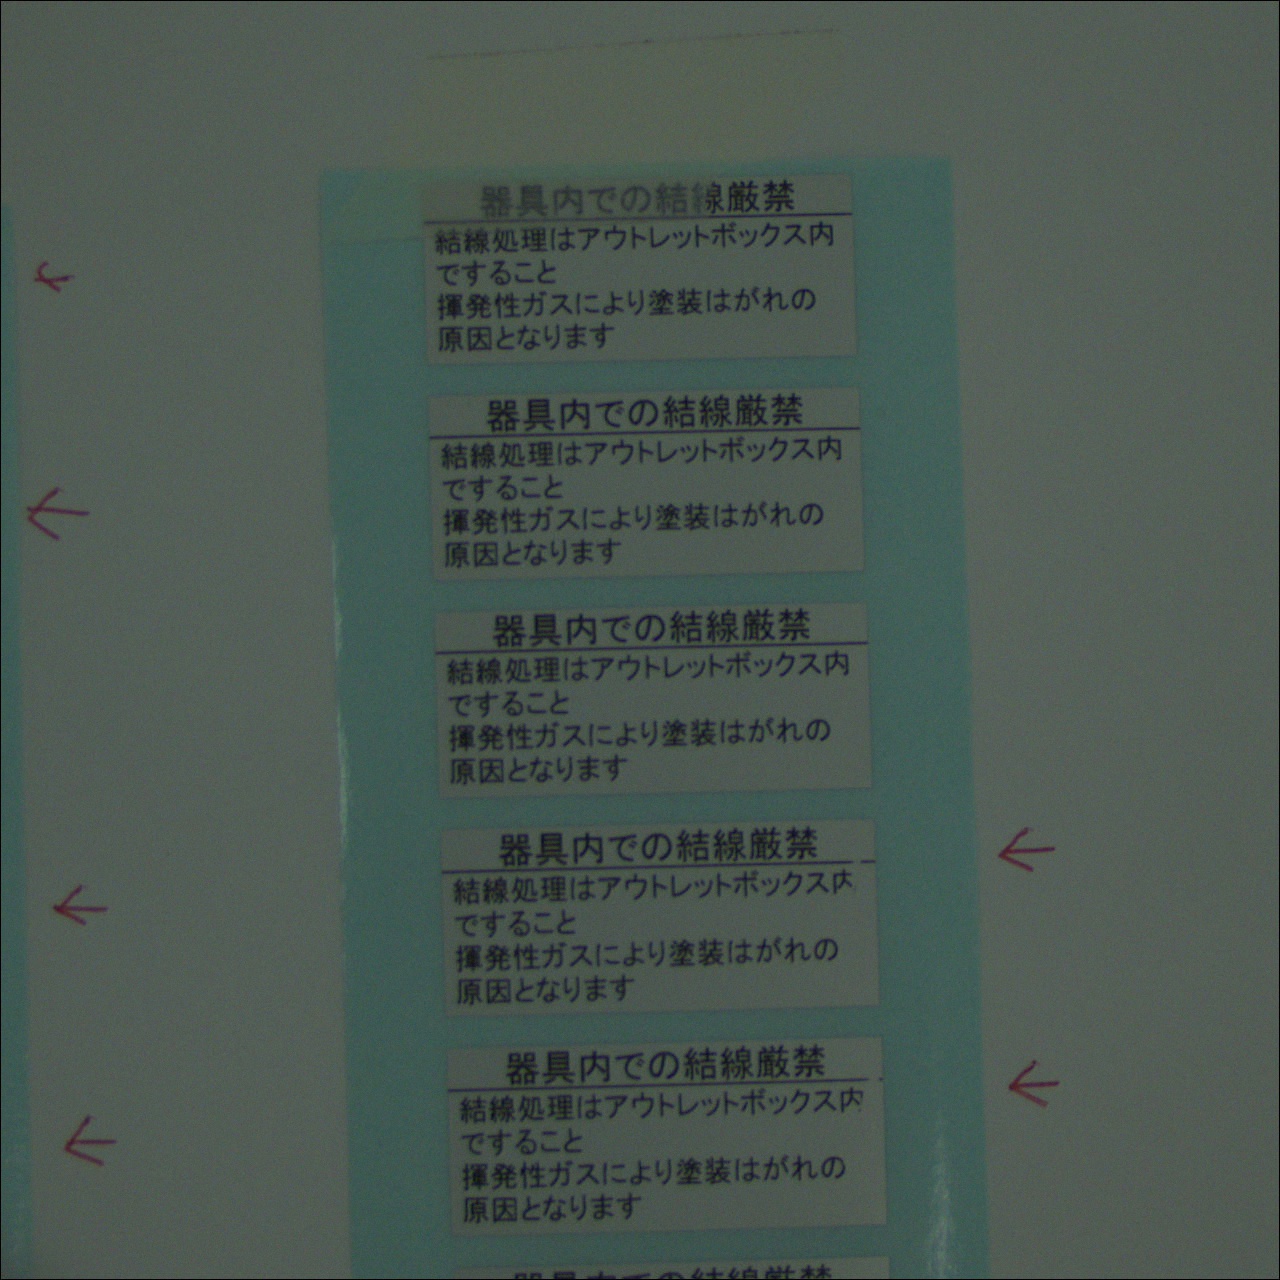 器具内での結線厳禁
結線処理はアウトレットボックス内
ですること
揮発性ガスにより塗装はがれの
原因となります
器具内での結線厳禁
結線処理はアウトレットボックス内
ですること
揮発性ガスにより塗装はがれの
原因となります
器具内での結線厳禁
結線処理はアウトレットボックス内
ですること
揮発性ガスにより塗装はがれの
原因となります
器具内での結線厳禁
結線処理はアウトレットボックス内
ですること
揮発性ガスにより塗装はがれの
原因となります
器具内での結線厳禁
結線処理はアウトレットボックス内
ですること
揮発性ガスにより塗装はがれの
原因となります
器具内での結線厳禁